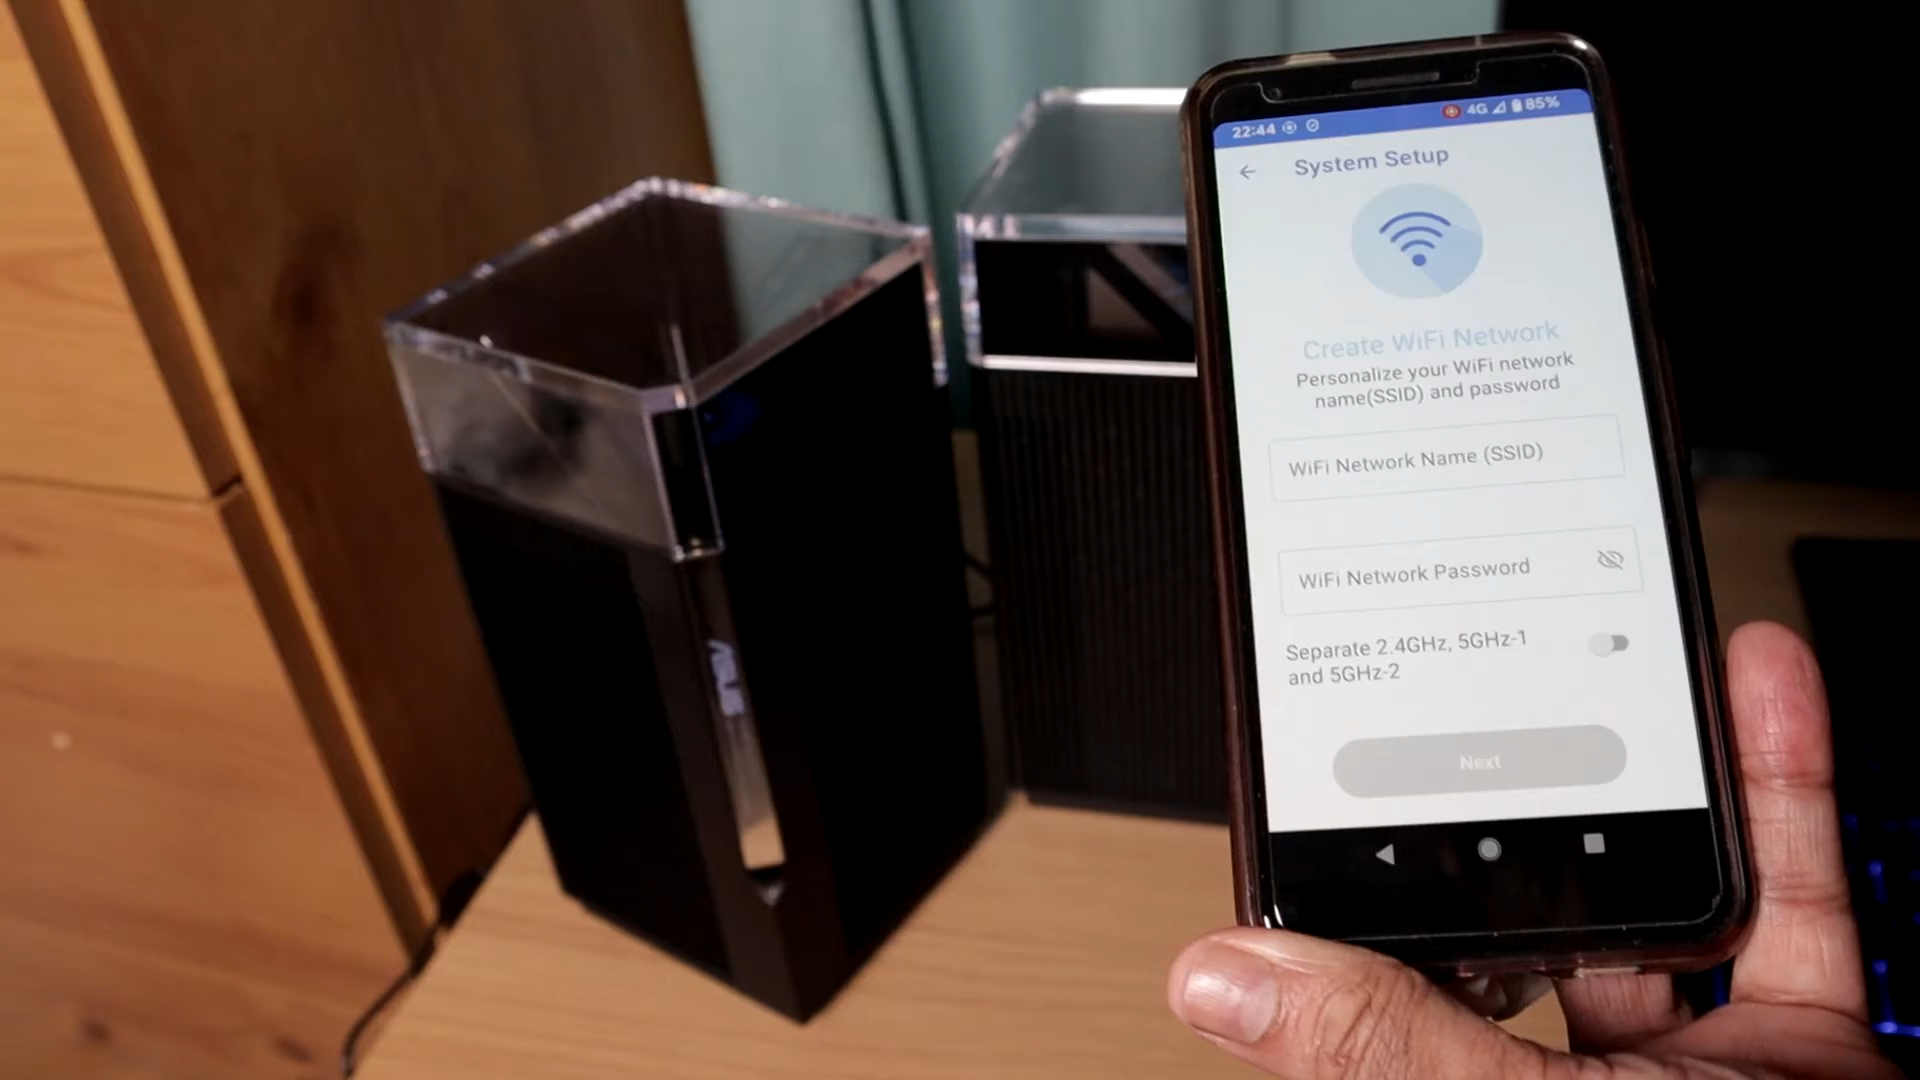 ASUS
22:44
4G
85%
System Setup
Create WiFi Network
Personalize your WiFi network
name(SSID) and password
WiFi Network Name (SSID)
WiFi Network Password
Separate 2.4GHz, 5GHz-1
and 5GHz-2
Next